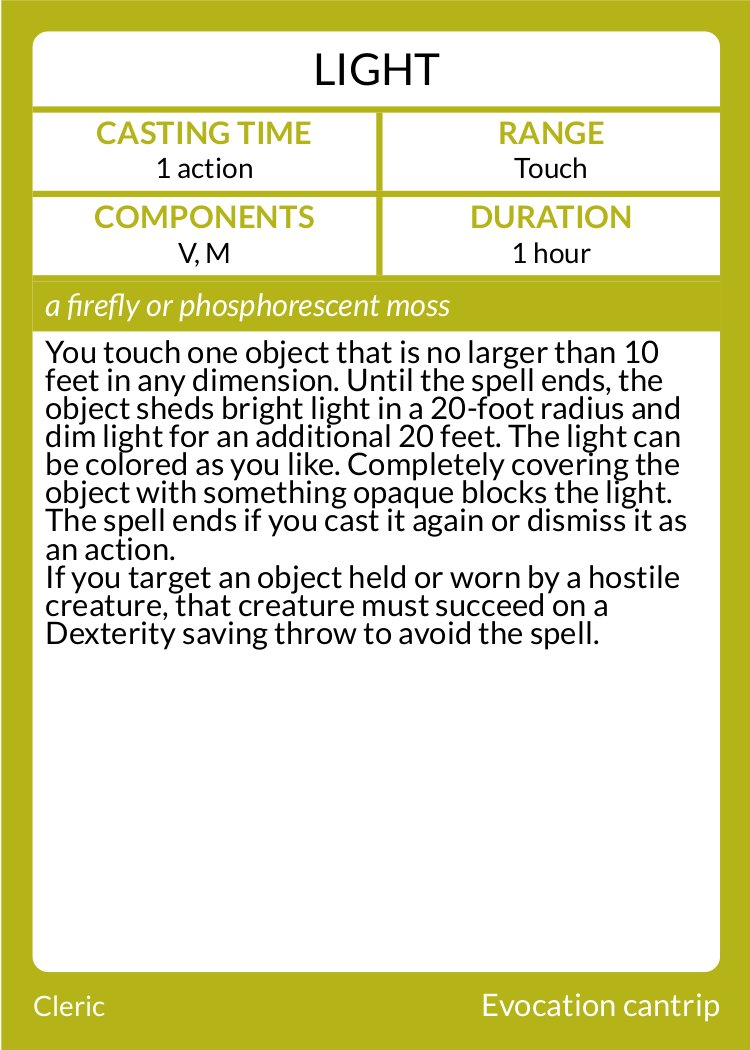 LIGHT
CASTING TIME
1 action
RANGE
Touch
COMPONENTS
V, M
DURATION
1 hour
a firefly or phosphorescent moss
You touch one object that is no larger than 10
feet in any dimension. Until the spell ends, the
object sheds bright light in a 20-foot radius and
dim light for an additional 20 feet. The light can
be colored as you like. Completely covering the
object with something opaque blocks the light.
The spell ends if you cast it again or dismiss it as
an action.
If you target an object held or worn by a hostile
creature, that creature must succeed on a
Dexterity saving throw to avoid the spell.
Cleric
Evocation cantrip